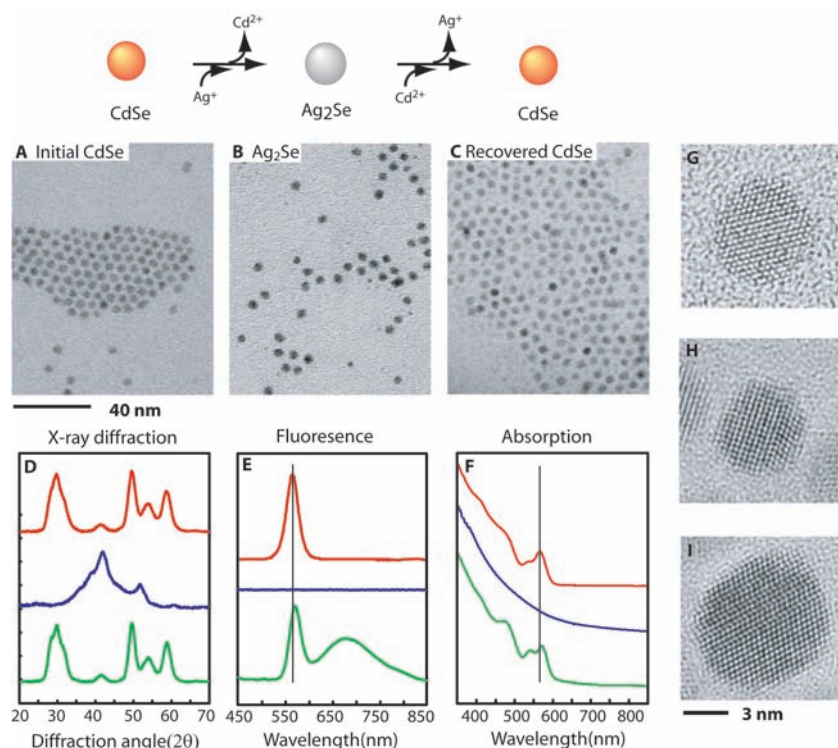 Cd²⁺ Ag⁺
Ag⁺ Cd²⁺
CdSe Ag₂Se CdSe
A Initial CdSe
B Ag₂Se
C Recovered CdSe
G
H
40 nm
X-ray diffraction
Fluoresence
Absorption
D
E
F
I
20 30 40 50 60 70
450 550 650 750 850
400 500 600 700 800
3 nm
Diffraction angle(2θ)
Wavelength(nm)
Wavelength(nm)